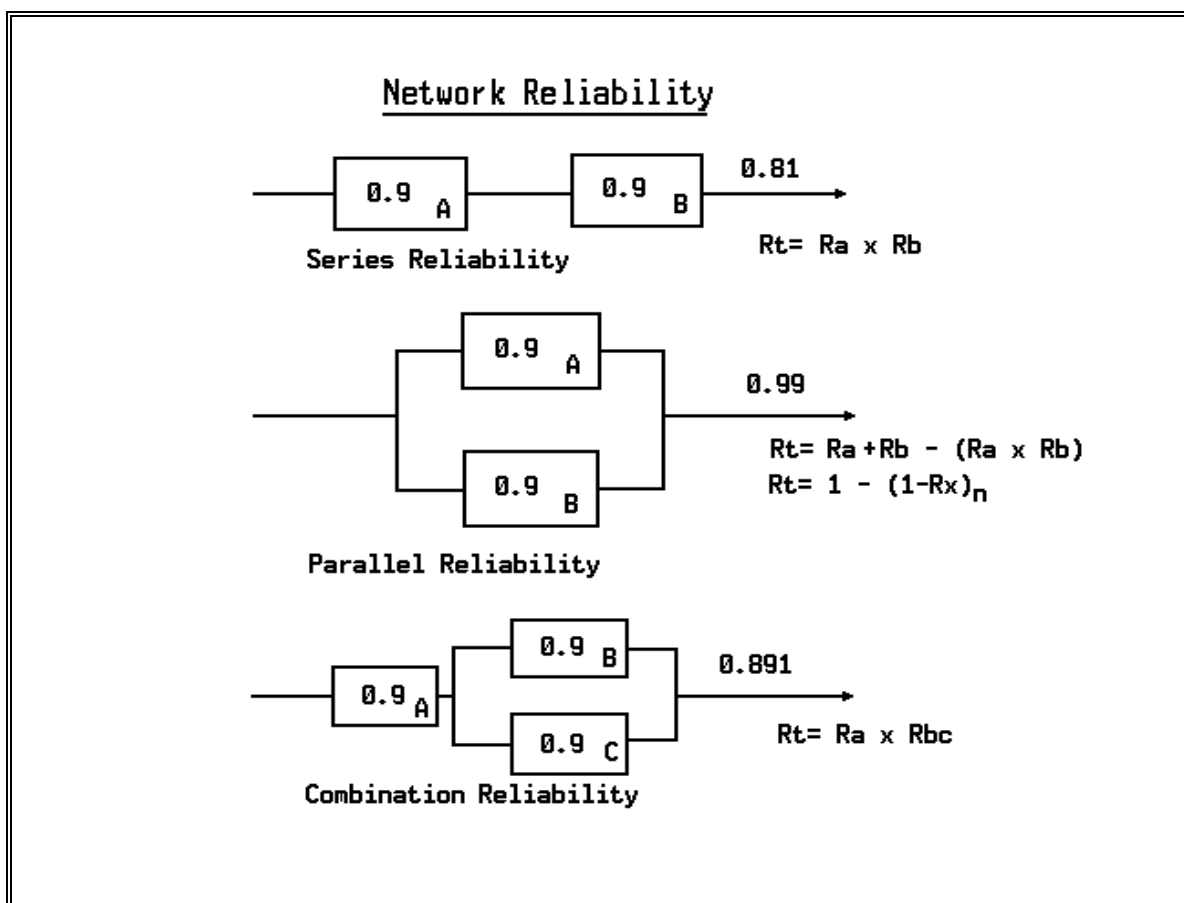 Network Reliability
0.9 A
0.9 B
0.81
Rt= Ra x Rb
Series Reliability
0.9 A
0.9 B
0.99
Rt= Ra+Rb - (Ra x Rb)
Rt= 1 - (1-Rx)n
Parallel Reliability
0.9 A
0.9 B
0.9 C
0.891
Rt= Ra x Rbc
Combination Reliability